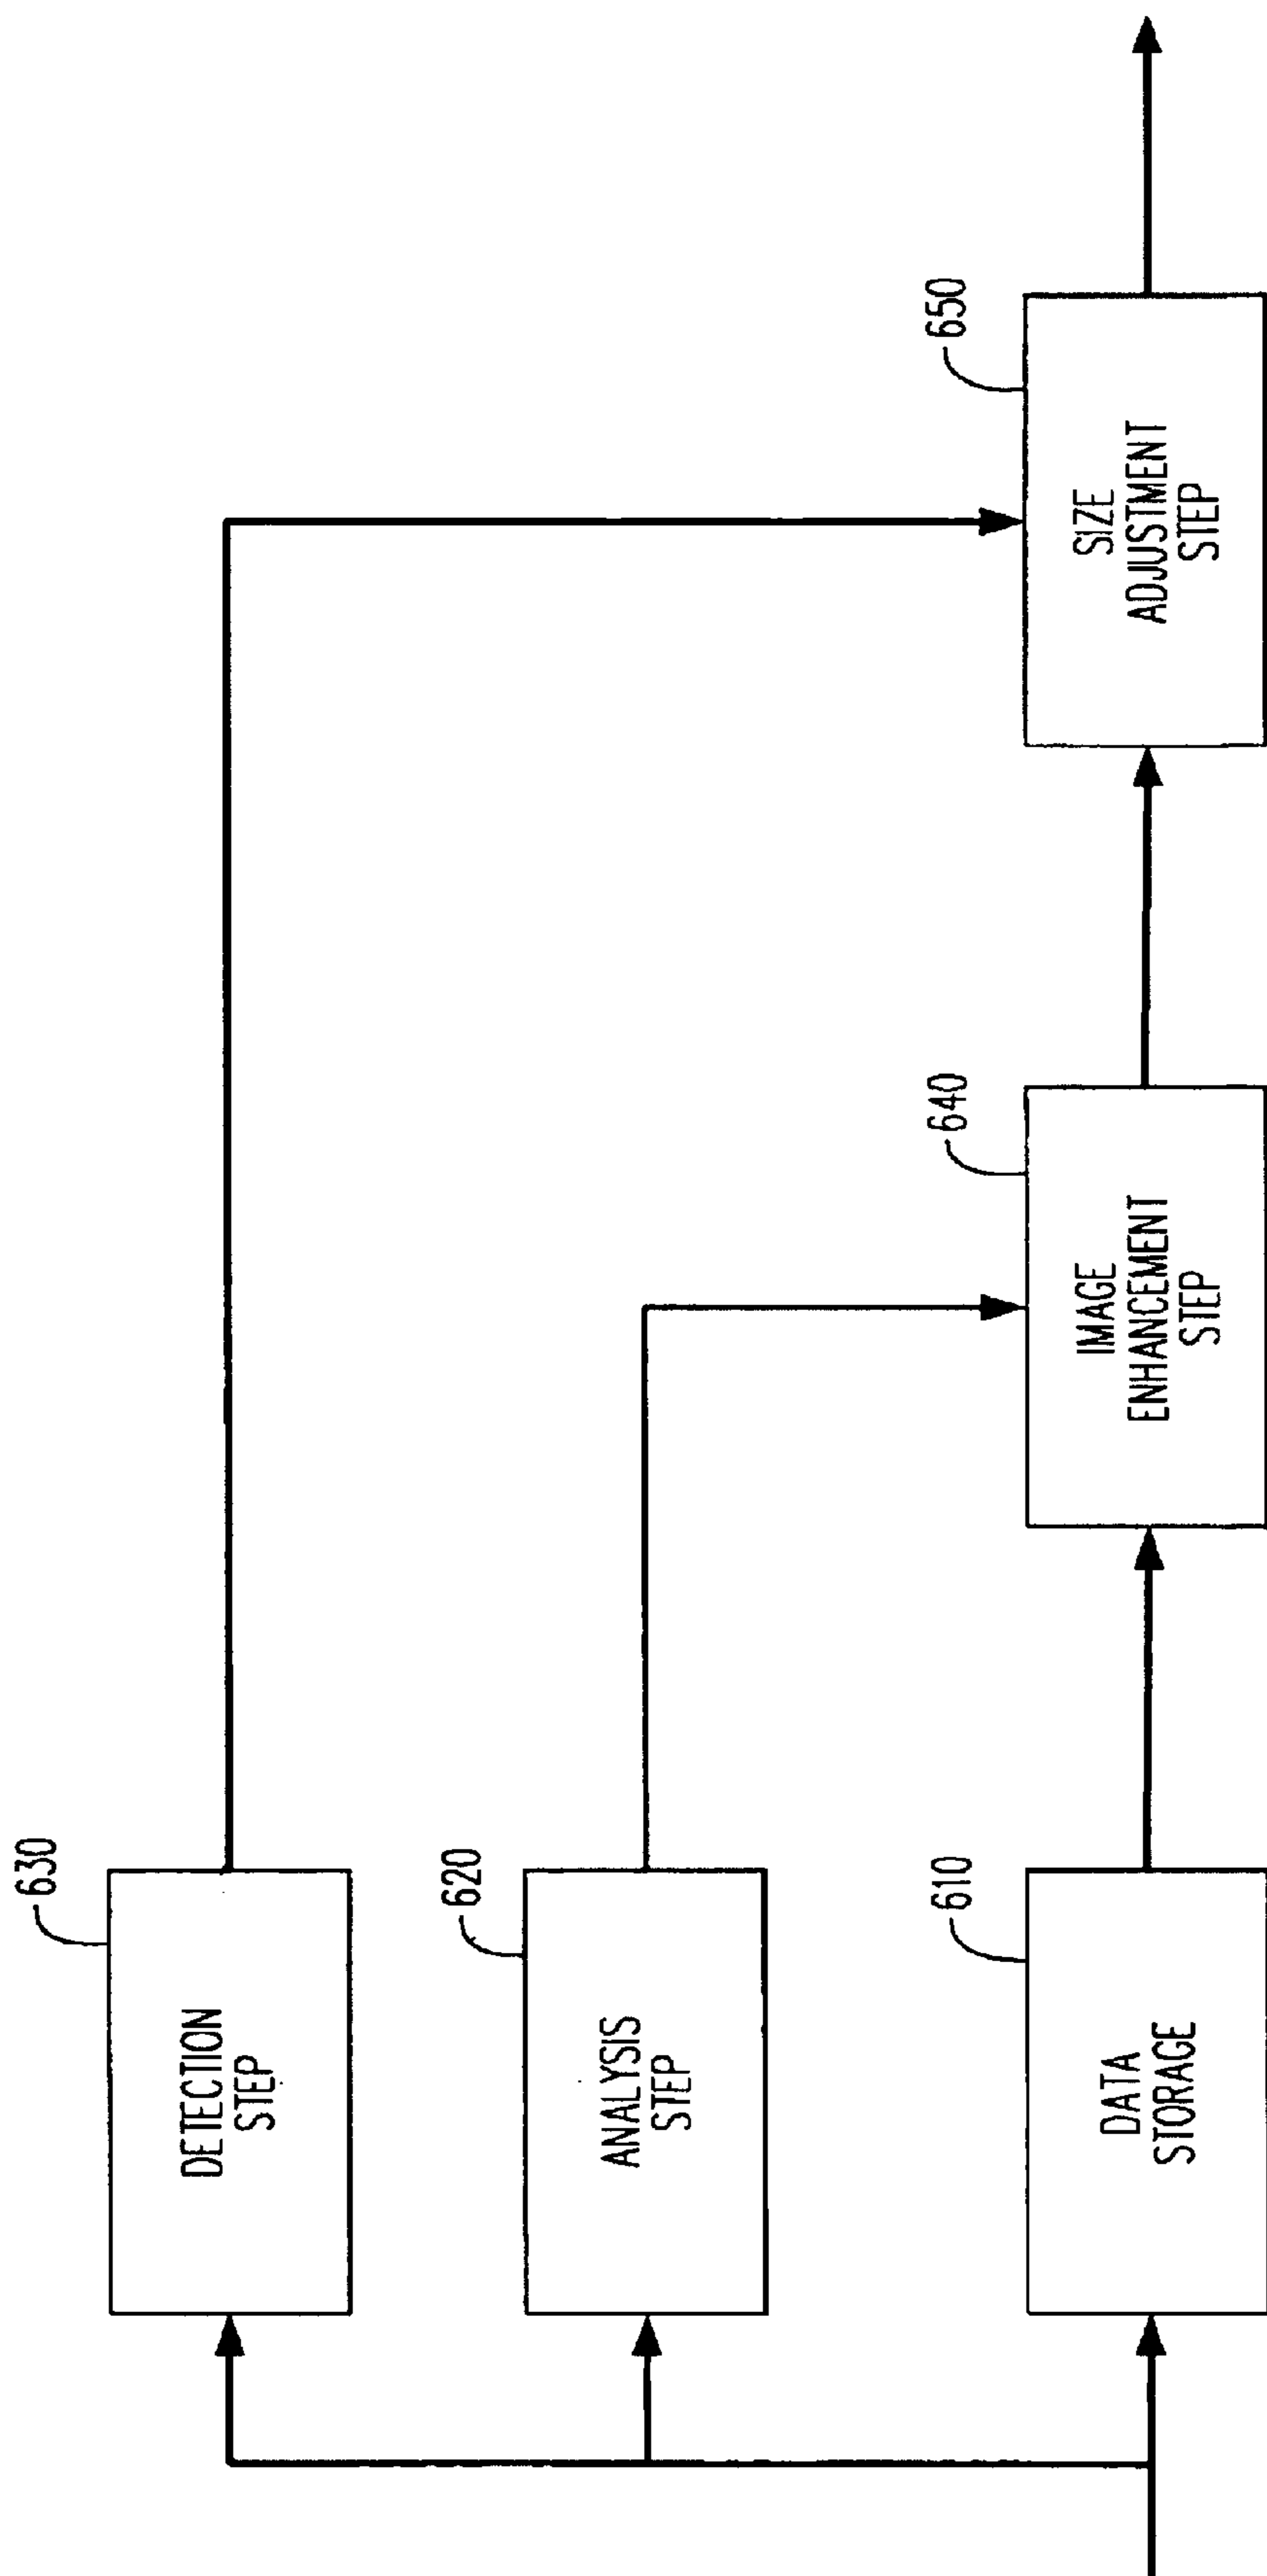 630
DETECTION
STEP
620
ANALYSIS
STEP
610
DATA
STORAGE
640
IMAGE
ENHANCEMENT
STEP
650
SIZE
ADJUSTMENT
STEP